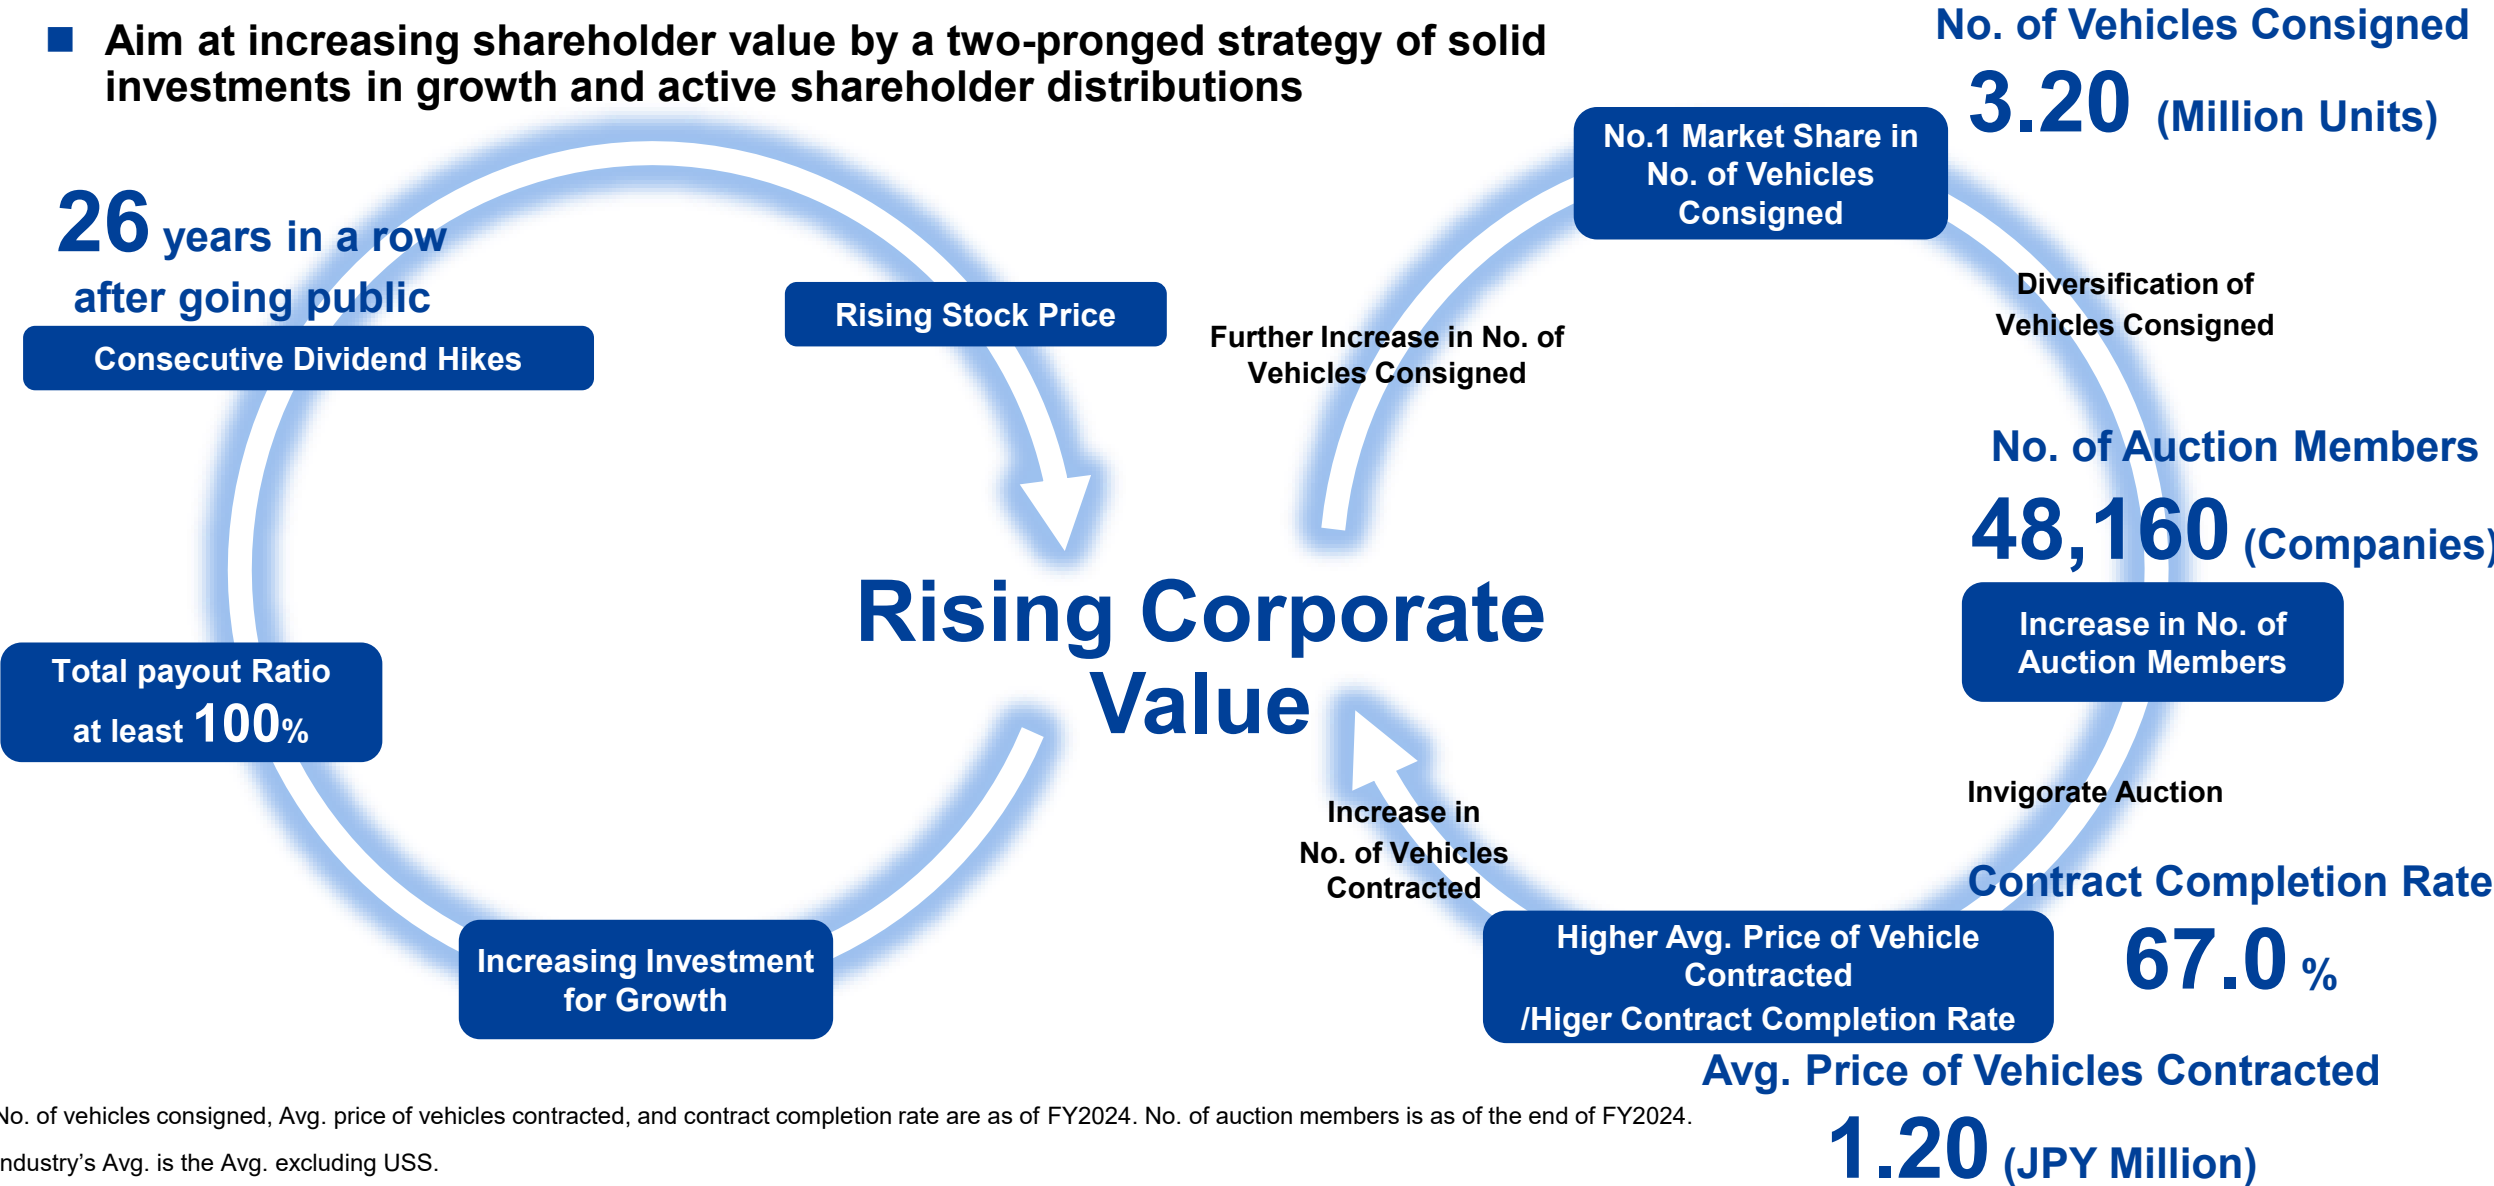 Aim at increasing shareholder value by a two-pronged strategy of solid
investments in growth and active shareholder distributions
26 years in a row
after going public
Consecutive Dividend Hikes
Rising Stock Price
Total payout Ratio
at least 100%
Increasing Investment
for Growth
Rising Corporate
Value
No. of Vehicles Consigned
3.20 (Million Units)
No.1 Market Share in
No. of Vehicles
Consigned
Further Increase in No. of
Vehicles Consigned
Diversification of
Vehicles Consigned
No. of Auction Members
48,160 (Companies)
Increase in No. of
Auction Members
Invigorate Auction
Contract Completion Rate
67.0 %
Increase in
No. of Vehicles
Contracted
Higher Avg. Price of Vehicle
Contracted
/Higer Contract Completion Rate
Avg. Price of Vehicles Contracted
1.20 (JPY Million)
No. of vehicles consigned, Avg. price of vehicles contracted, and contract completion rate are as of FY2024. No. of auction members is as of the end of FY2024.
ndustry’s Avg. is the Avg. excluding USS.